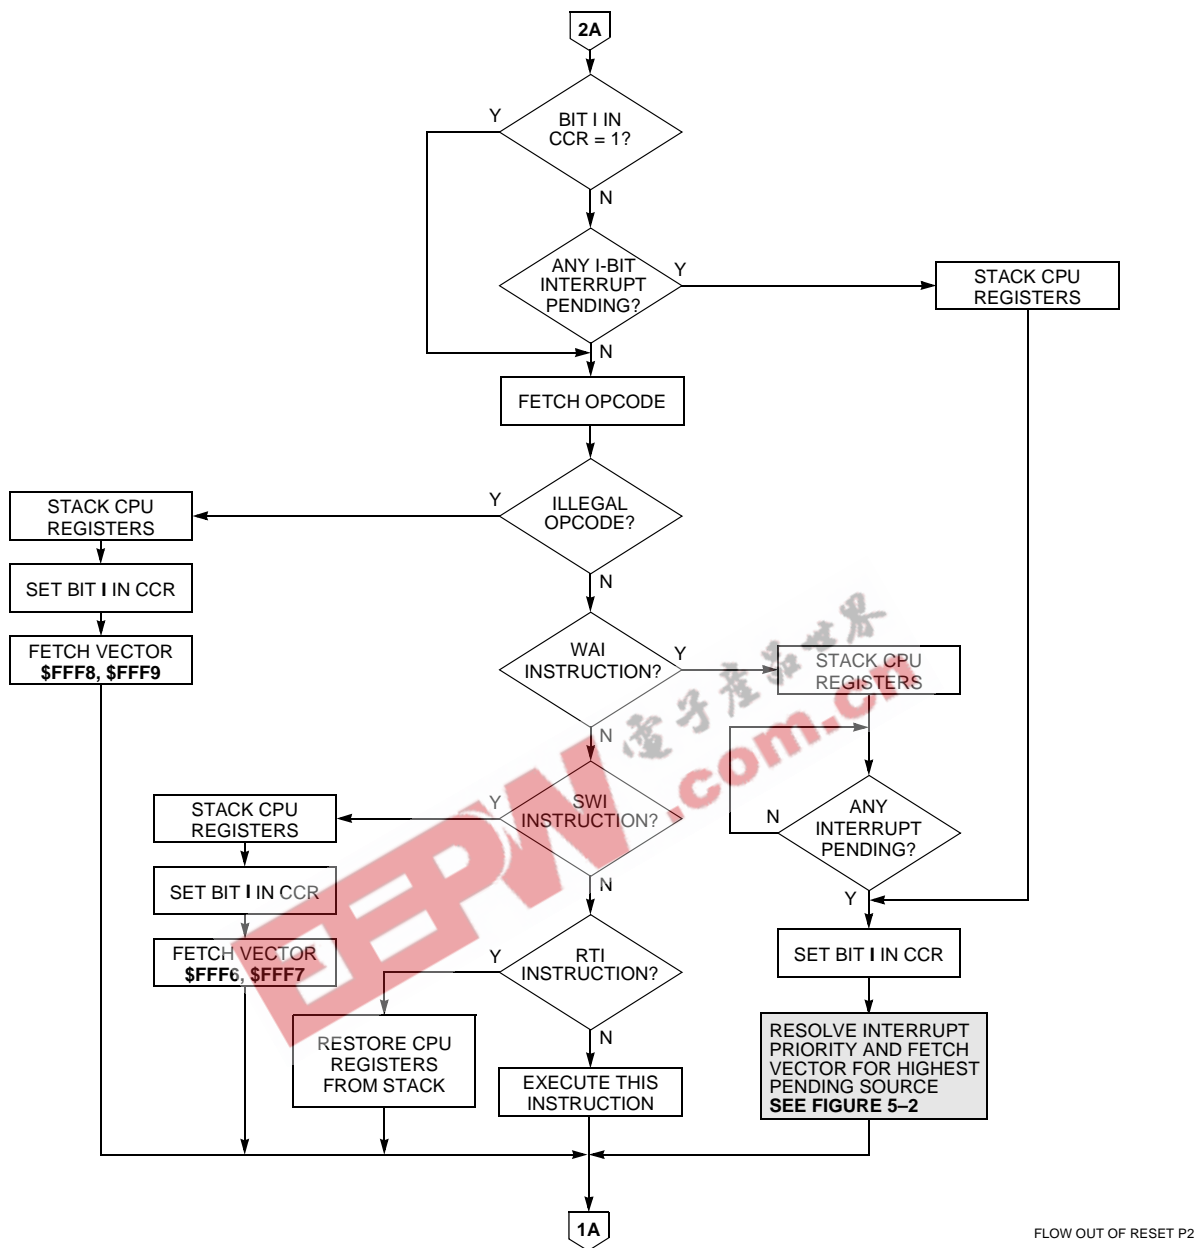 2A
BIT I IN
CCR = 1?
Y
N
ANY I-BIT
INTERRUPT
PENDING?
Y
N
STACK CPU
REGISTERS
FETCH OPCODE
ILLEGAL
OPCODE?
Y
N
STACK CPU
REGISTERS
SET BIT I IN CCR
FETCH VECTOR
$FFF8, $FFF9
WAI
INSTRUCTION?
Y
N
STACK CPU
REGISTERS
ANY
INTERRUPT
PENDING?
N
Y
SWI
INSTRUCTION?
Y
N
STACK CPU
REGISTERS
SET BIT I IN CCR
FETCH VECTOR
$FFF6, $FFF7
RTI
INSTRUCTION?
Y
N
RESTORE CPU
REGISTERS
FROM STACK
EXECUTE THIS
INSTRUCTION
SET BIT I IN CCR
RESOLVE INTERRUPT
PRIORITY AND FETCH
VECTOR FOR HIGHEST
PENDING SOURCE
SEE FIGURE 5–2
1A
FLOW OUT OF RESET P2
EEPW.com.cn
電子產品世界